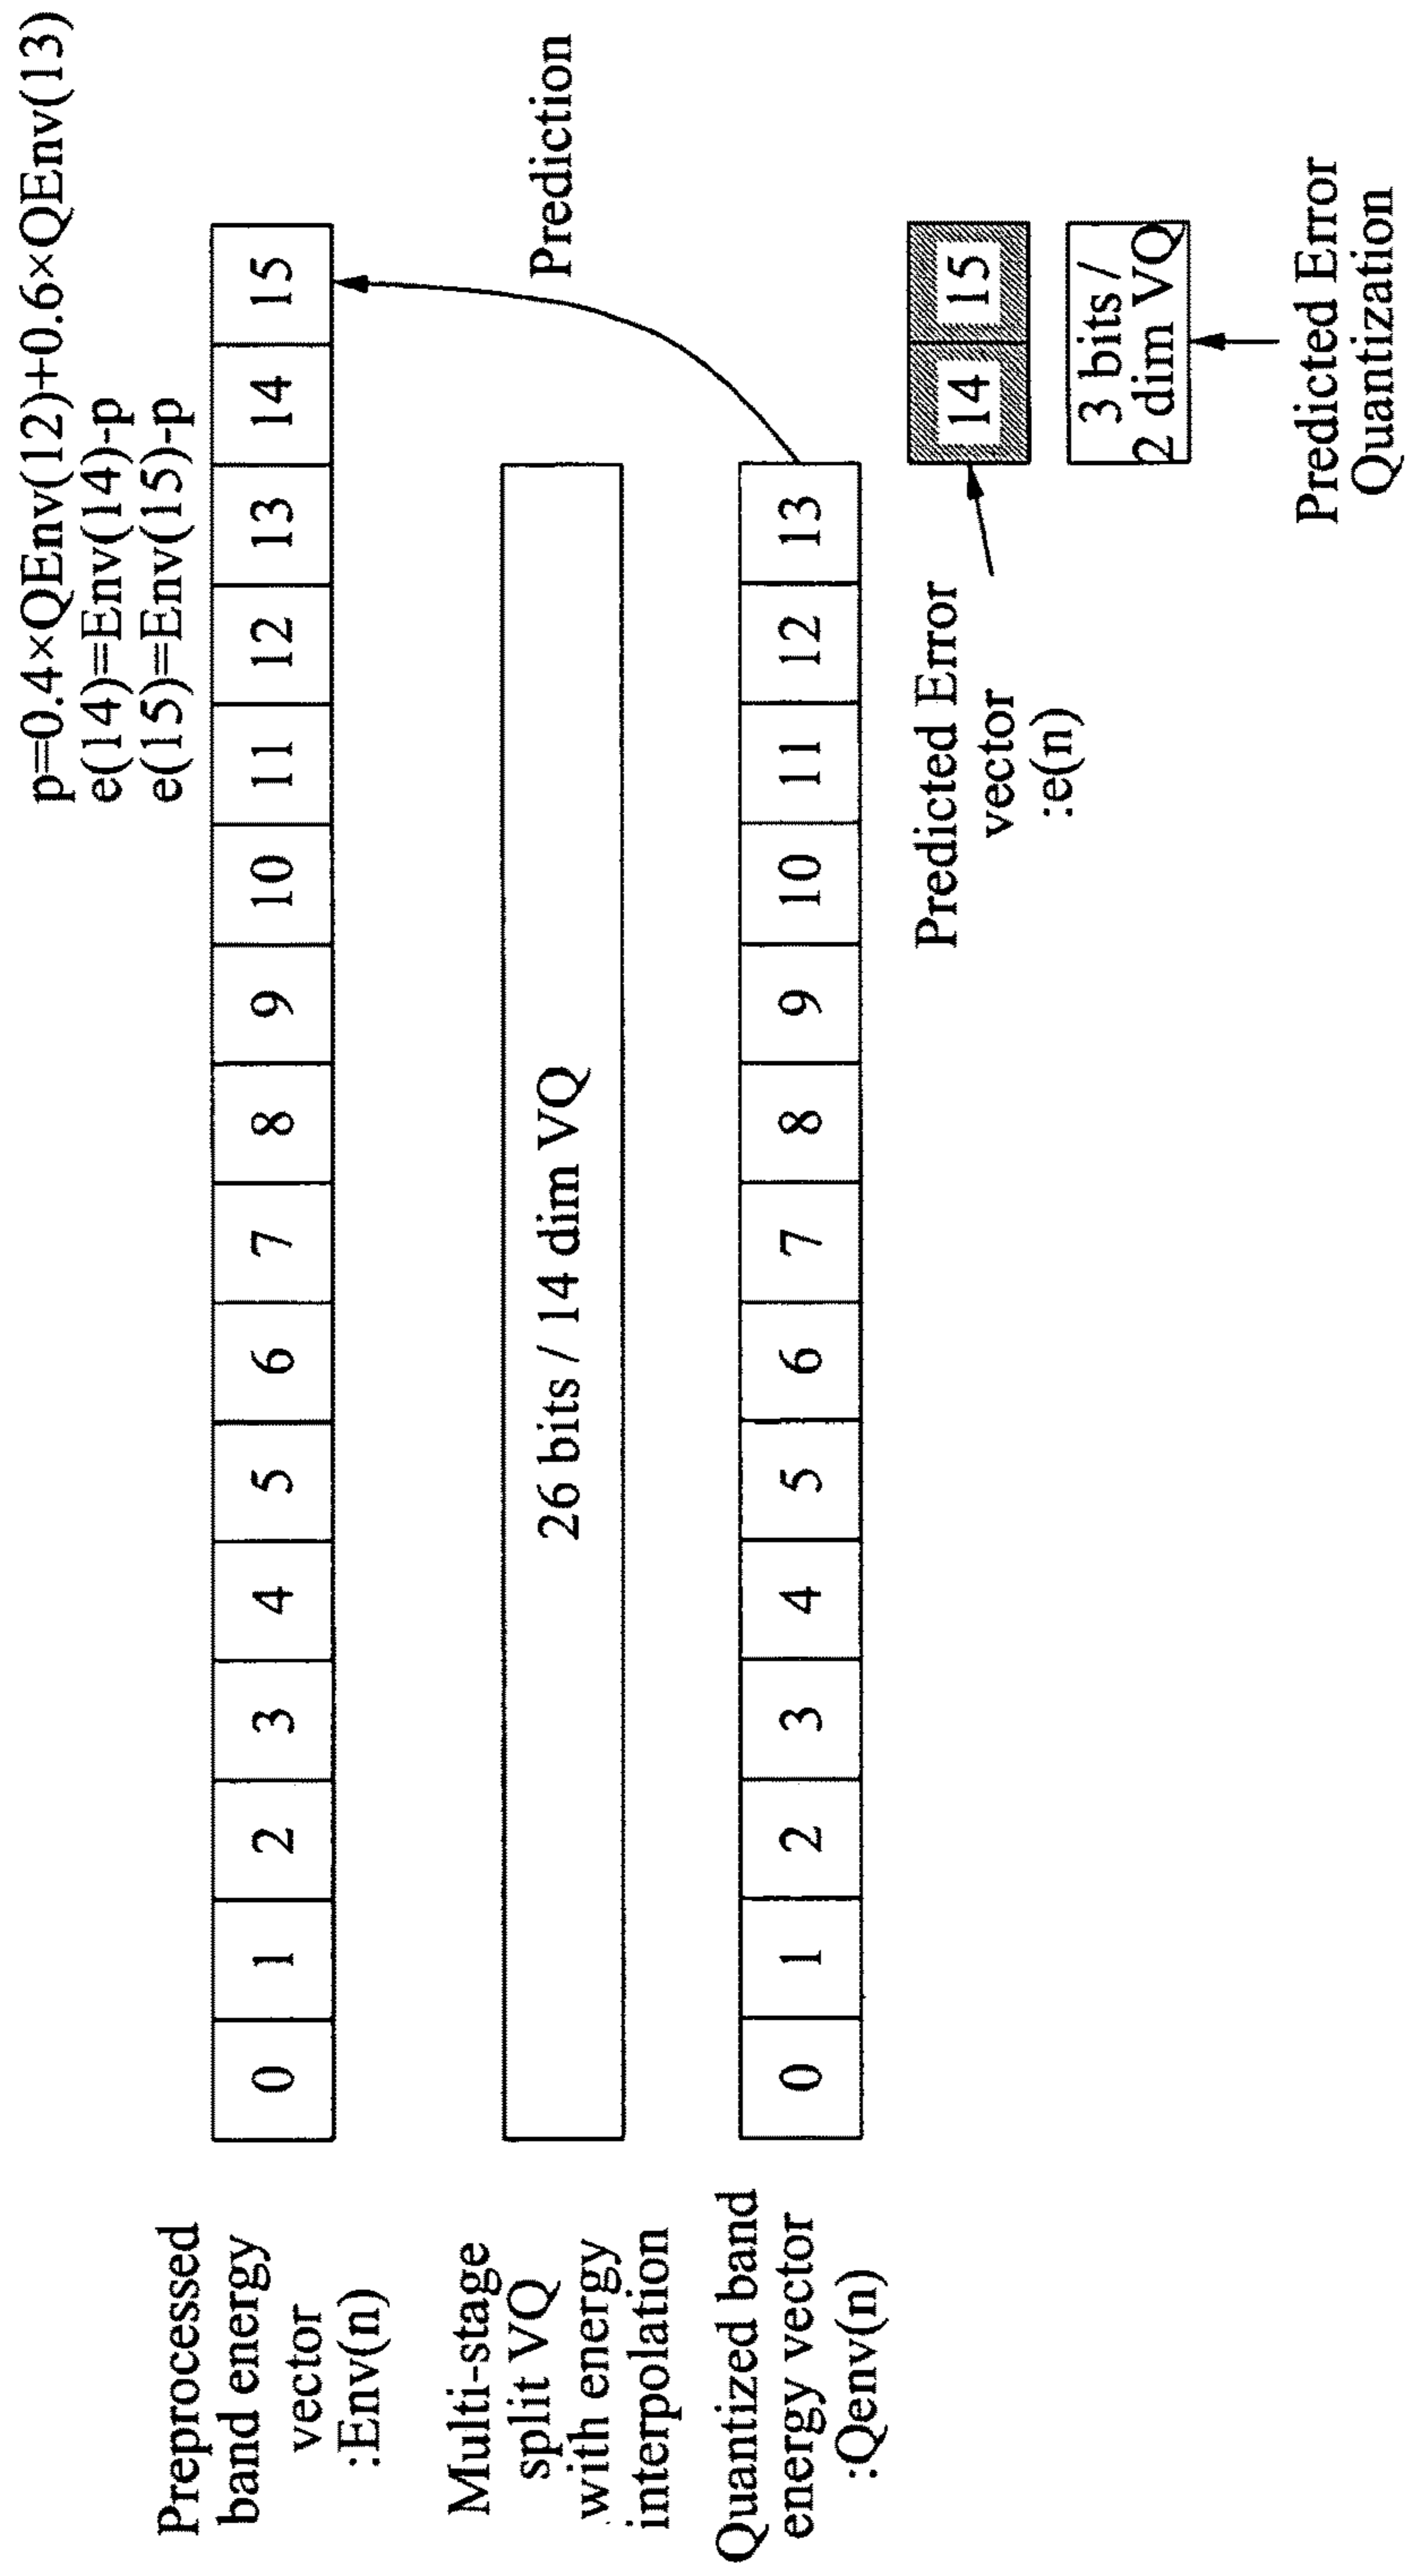 p=0.4×QEnv(12)+0.6×QEnv(13)
e(14)=Env(14)-p
e(15)=Env(15)-p
Preprocessed
band energy
vector
:Env(n)
0 1 2 3 4 5 6 7 8 9 10 11 12 13 14 15
Multi-stage
split VQ
with energy
interpolation
26 bits / 14 dim VQ
Prediction
Quantized band
energy vector
:Qenv(n)
0 1 2 3 4 5 6 7 8 9 10 11 12 13
Predicted Error
vector
:e(n)
14 15
3 bits /
2 dim VQ
Predicted Error
Quantization